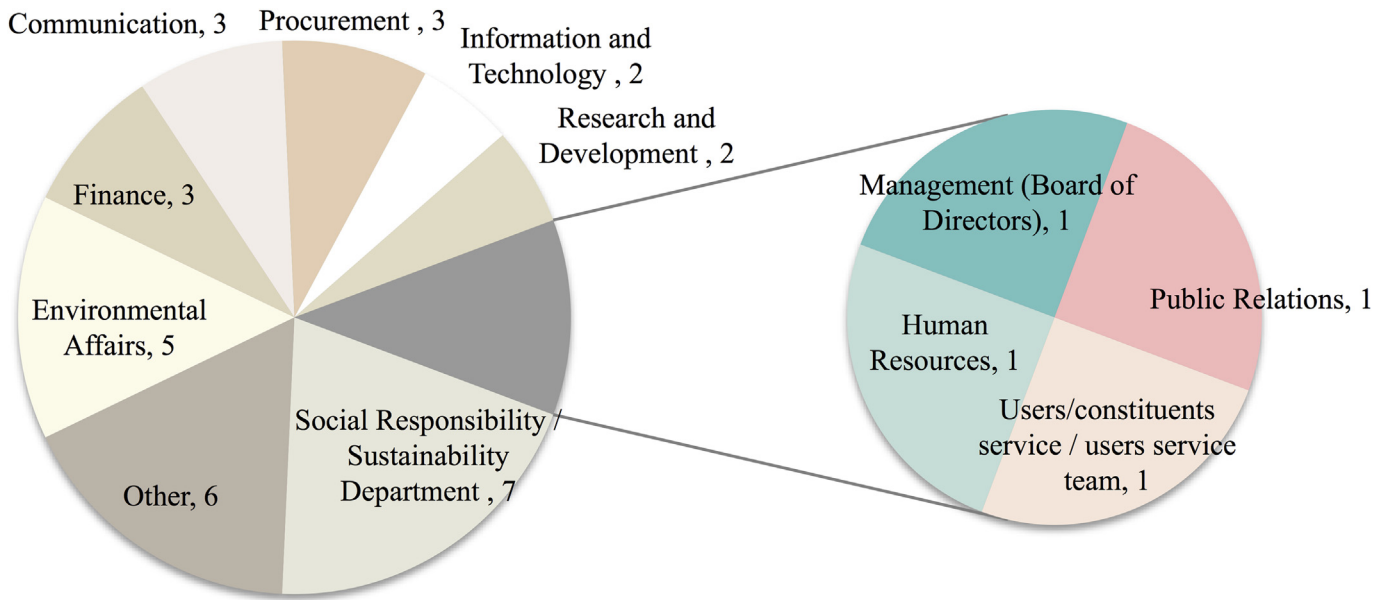 Communication, 3
Procurement , 3
Information and
Technology , 2
Research and
Development , 2
Finance, 3
Environmental
Affairs, 5
Other, 6
Social Responsibility /
Sustainability
Department , 7
Management (Board of
Directors), 1
Public Relations, 1
Human
Resources, 1
Users/constituents
service / users service
team, 1